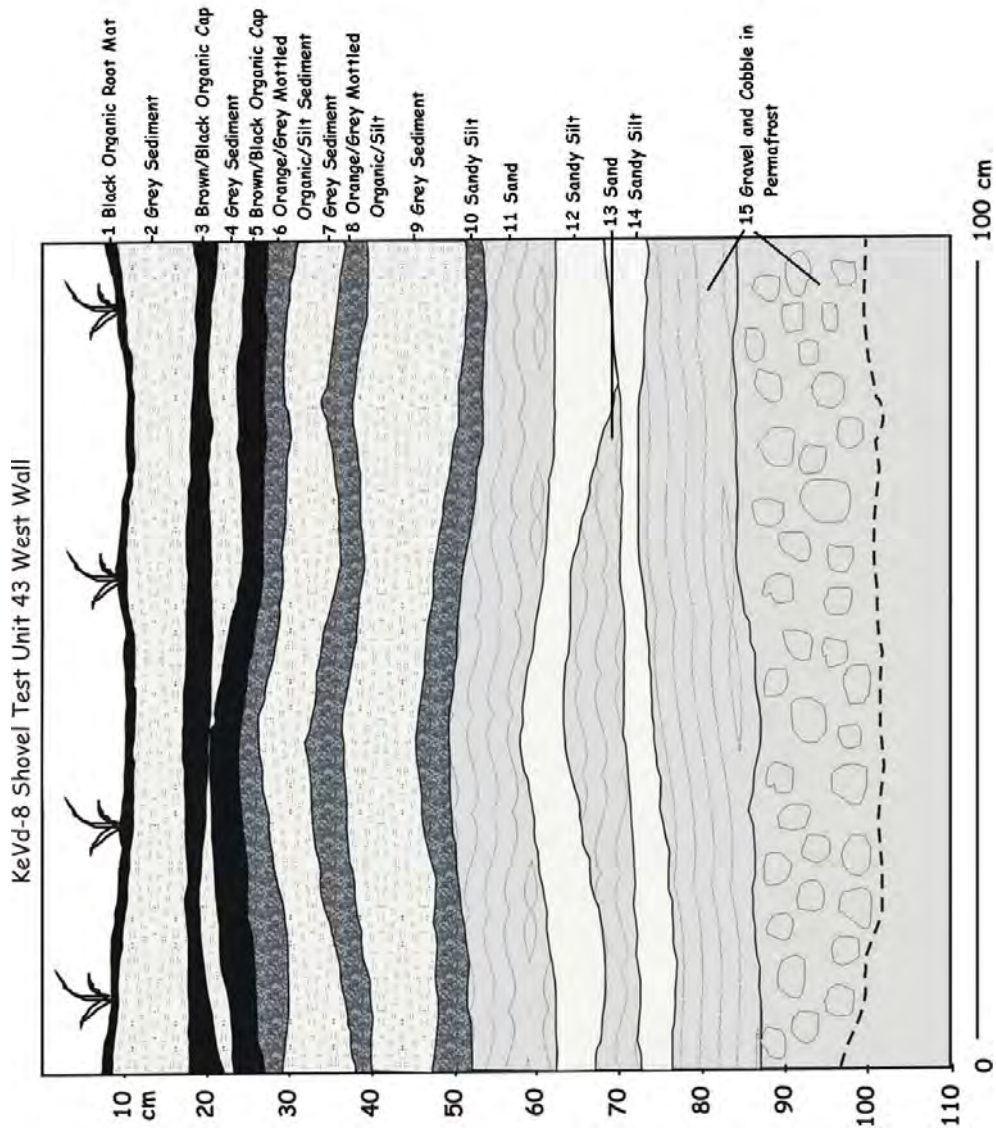 KeVd-8 Shovel Test Unit 43 West Wall
1 Black Organic Root Mat
2 Grey Sediment
3 Brown/Black Organic Cap
4 Grey Sediment
5 Brown/Black Organic Cap
6 Orange/Grey Mottled
Organic/Silt Sediment
7 Grey Sediment
8 Orange/Grey Mottled
Organic/Silt
9 Grey Sediment
10 Sandy Silt
11 Sand
12 Sandy Silt
13 Sand
14 Sandy Silt
15 Gravel and Cobble in
Permafrost
10
cm
20
30
40
50
60
70
80
90
100
110
0
100 cm